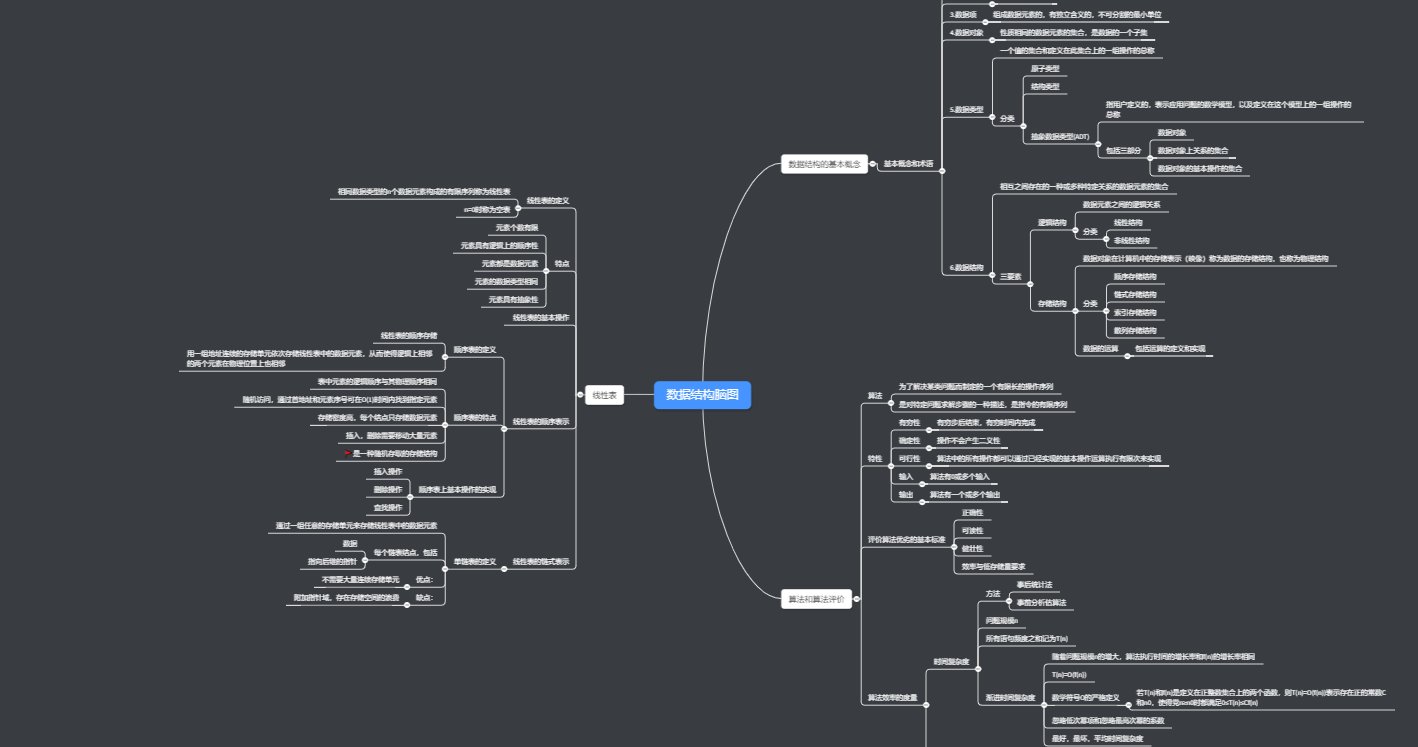 数据结构脑图
数据结构的基本概念
基本概念和术语
3.数据项
组成数据元素的、有独立含义的、不可分割的最小单位
4.数据对象
性质相同的数据元素的集合，是数据的一个子集
5.数据类型
一个值的集合和定义在此集合上的一组操作的总称
分类
原子类型
结构类型
抽象数据类型(ADT)
指用户定义的、表示应用问题的数学模型，以及定义在这个模型上的一组操作的
总称
包括三部分
数据对象
数据对象上关系的集合
数据对象的基本操作的集合
6.数据结构
相互之间存在的一种或多种特定关系的数据元素的集合
三要素
逻辑结构
数据元素之间的逻辑关系
分类
线性结构
非线性结构
存储结构
数据对象在计算机中的存储表示（映像）称为数据的存储结构，也称为物理结构
分类
顺序存储结构
链式存储结构
索引存储结构
散列存储结构
数据的运算
包括运算的定义和实现
算法和算法评价
算法
为了解决某类问题而制定的一个有限长的操作序列
是对特定问题求解步骤的一种描述，是指令的有限序列
特性
有穷性
有穷步后结束，有穷时间内完成
确定性
操作不会产生二义性
可行性
算法中的所有操作都可以通过已经实现的基本操作运算执行有限次来实现
输入
算法有0或多个输入
输出
算法有一个或多个输出
评价算法优劣的基本标准
正确性
可读性
健壮性
效率与低存储量要求
算法效率的度量
时间复杂度
方法
事后统计法
事前分析估算法
问题规模n
所有语句频度之和记为T(n)
渐进时间复杂度
随着问题规模n的增大，算法执行时间的增长率和f(n)的增长率相同
T(n)=O(f(n))
数学符号O的严格定义
若T(n)和f(n)是定义在正整数集合上的两个函数，则T(n)=O(f(n))表示存在正的常数C
和n0，使得当n≥n0时都满足0≤T(n)≤Cf(n)
忽略低次幂项和忽略最高次幂的系数
最好，最坏，平均时间复杂度
线性表
线性表的定义
相同数据类型的n个数据元素构成的有限序列称为线性表
n=0时称为空表
特点
元素个数有限
元素具有逻辑上的顺序性
元素都是数据元素
元素的数据类型相同
元素具有抽象性
线性表的基本操作
线性表的顺序表示
顺序表的定义
线性表的顺序存储
用一组地址连续的存储单元依次存储线性表中的数据元素，从而使得逻辑上相邻
的两个元素在物理位置上也相邻
顺序表的特点
表中元素的逻辑顺序与其物理顺序相同
随机访问，通过首地址和元素序号可在O(1)时间内找到指定元素
存储密度高，每个结点只存储数据元素
插入，删除需要移动大量元素
是一种随机存取的存储结构
顺序表上基本操作的实现
插入操作
删除操作
查找操作
线性表的链式表示
单链表的定义
通过一组任意的存储单元来存储线性表中的数据元素
每个链表结点，包括
数据
指向后继的指针
优点：
不需要大量连续存储单元
缺点：
附加指针域，存在存储空间的浪费